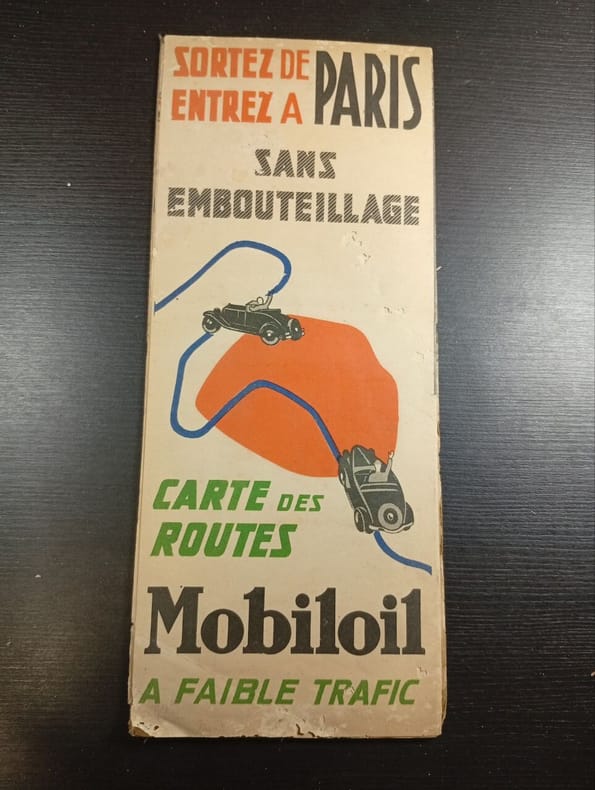 SORTEZ DE PARIS
ENTREZ A
SANS
EMBOUTEILLAGE
CARTE DES
ROUTES
Mobiloil
A FAIBLE TRAFIC